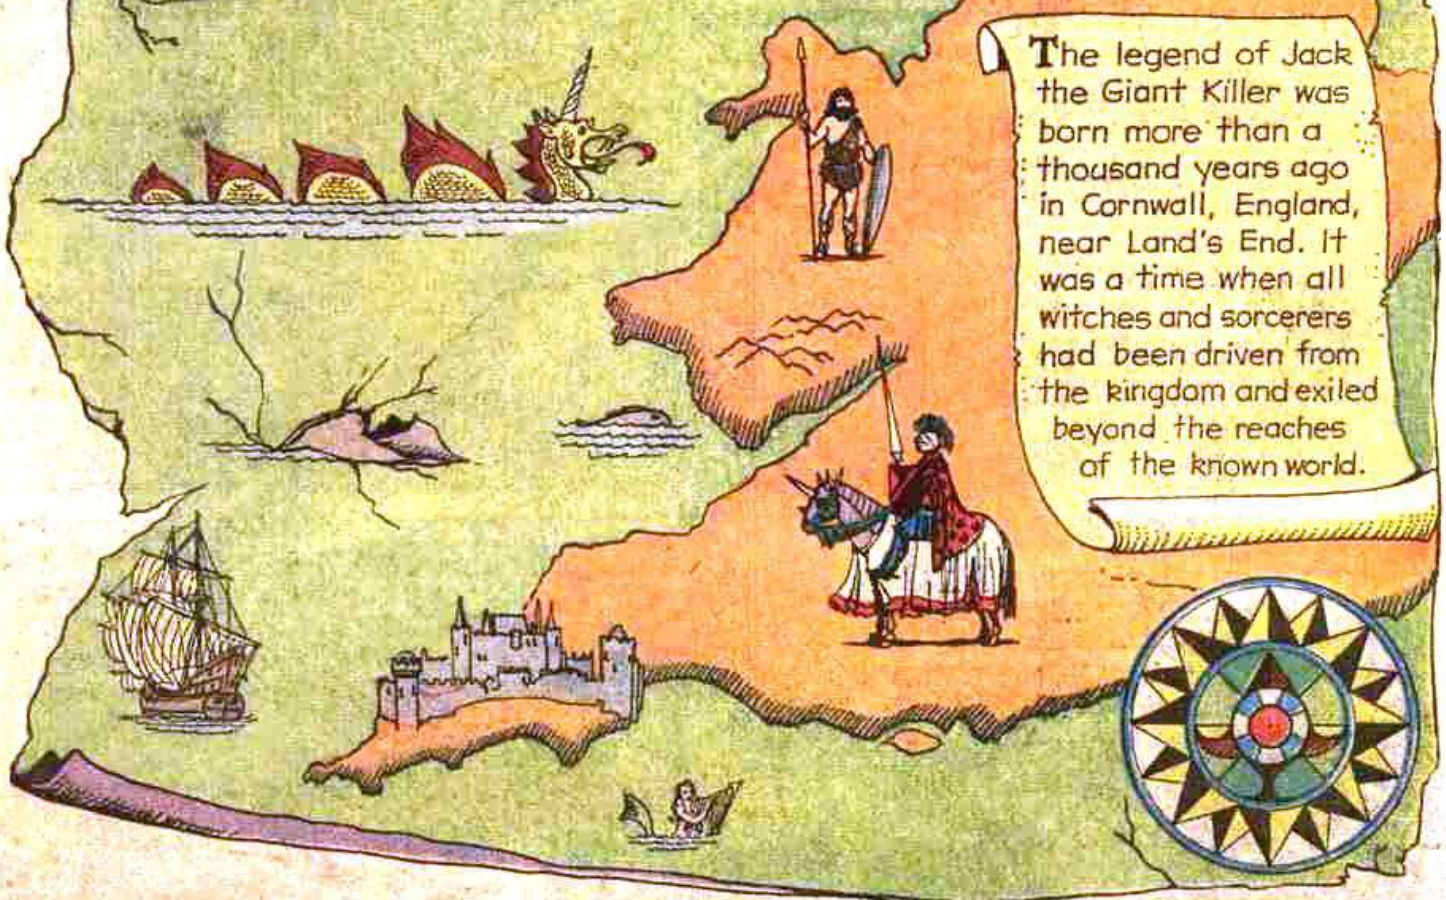 The legend of Jack
the Giant Killer was
born more than a
thousand years ago
in Cornwall, England,
near Land's End. It
was a time when all
witches and sorcerers
had been driven from
the kingdom and exiled
beyond the reaches
of the known world.